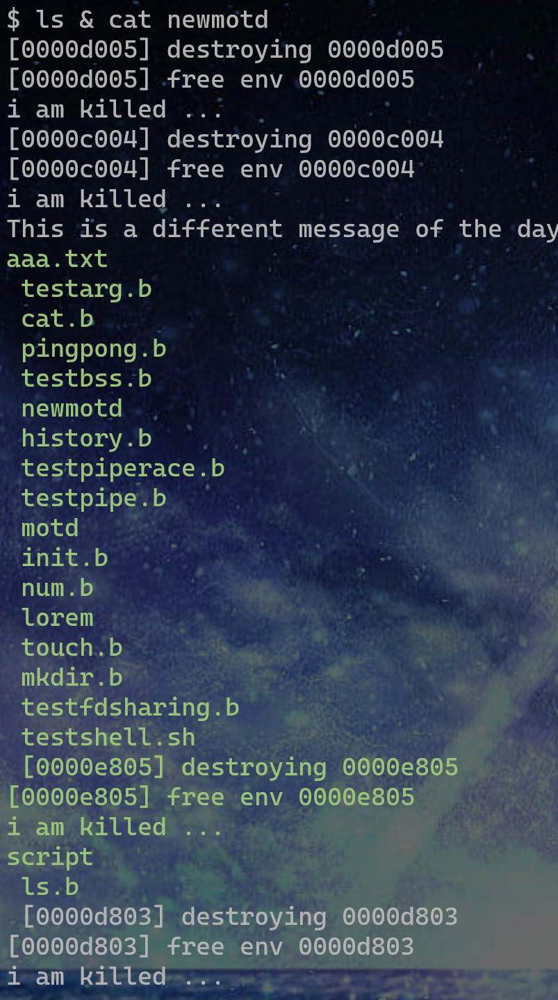 $ ls & cat newmotd
[0000d005] destroying 0000d005
[0000d005] free env 0000d005
i am killed ...
[0000c004] destroying 0000c004
[0000c004] free env 0000c004
i am killed ...
This is a different message of the day
aaa.txt
 testarg.b
 cat.b
 pingpong.b
 testbss.b
 newmotd
 history.b
 testpiperace.b
 testpipe.b
 motd
 init.b
 num.b
 lorem
 touch.b
 mkdir.b
 testfdsharing.b
 testshell.sh
 [0000e805] destroying 0000e805
[0000e805] free env 0000e805
i am killed ...
script
 ls.b
 [0000d803] destroying 0000d803
[0000d803] free env 0000d803
i am killed ...